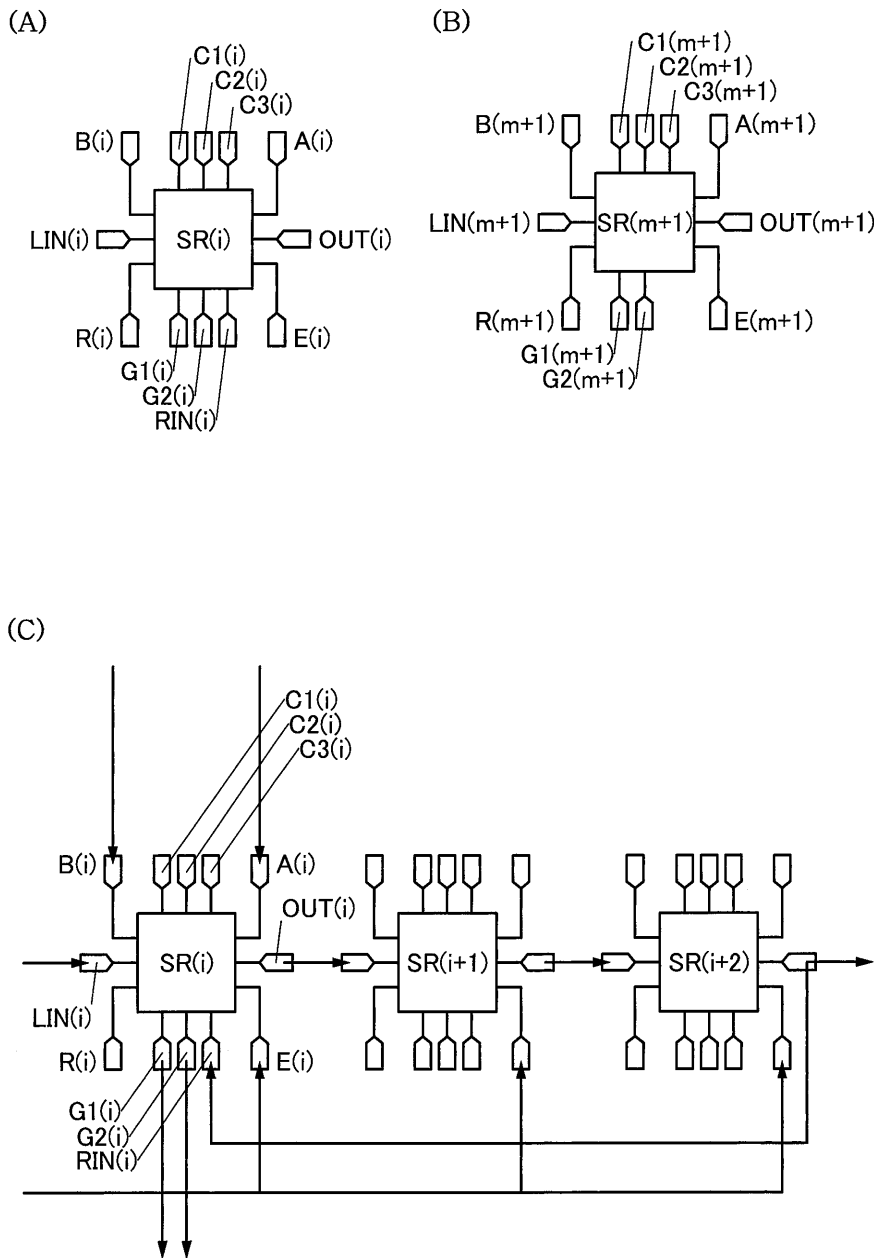 (A)
C1(i)
C2(i)
C3(i)
B(i)
A(i)
LIN(i)
SR(i)
OUT(i)
R(i)
E(i)
G1(i)
G2(i)
RIN(i)
(B)
C1(m+1)
C2(m+1)
C3(m+1)
B(m+1)
A(m+1)
LIN(m+1)
SR(m+1)
OUT(m+1)
R(m+1)
E(m+1)
G1(m+1)
G2(m+1)
(C)
C1(i)
C2(i)
C3(i)
B(i)
A(i)
OUT(i)
SR(i)
SR(i+1)
SR(i+2)
LIN(i)
R(i)
E(i)
G1(i)
G2(i)
RIN(i)